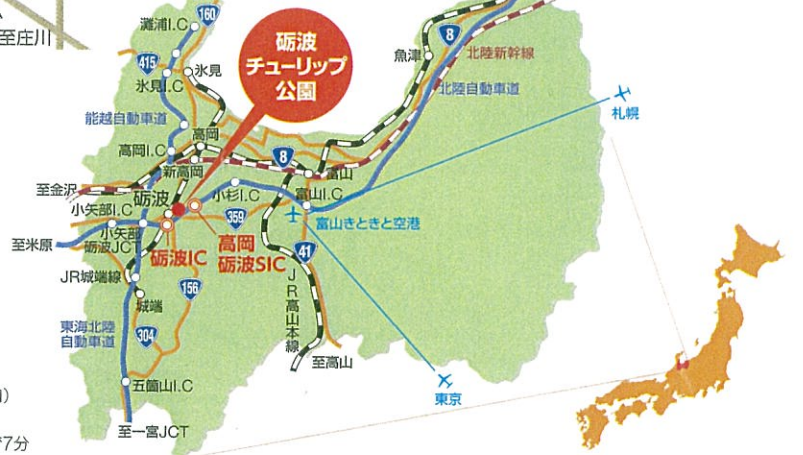 至庄川
灘浦I.C
160
415
氷見
氷見I.C
砺波
チューリップ
公園
8
魚津
北陸新幹線
北陸自動車道
札幌
能越自動車道
高岡
高岡I.C
新高岡
8
富山
至金沢
砺波
小杉I.C
富山I.C
小矢部I.C
359
富山きときと空港
小矢部
砺波JCT
至米原
砺波IC
高岡
砺波SIC
41
JR城端線
156
JR高山本線
城端
東海北陸
自動車道
304
至高山
五箇山I.C
東京
至一宮JCT
7分